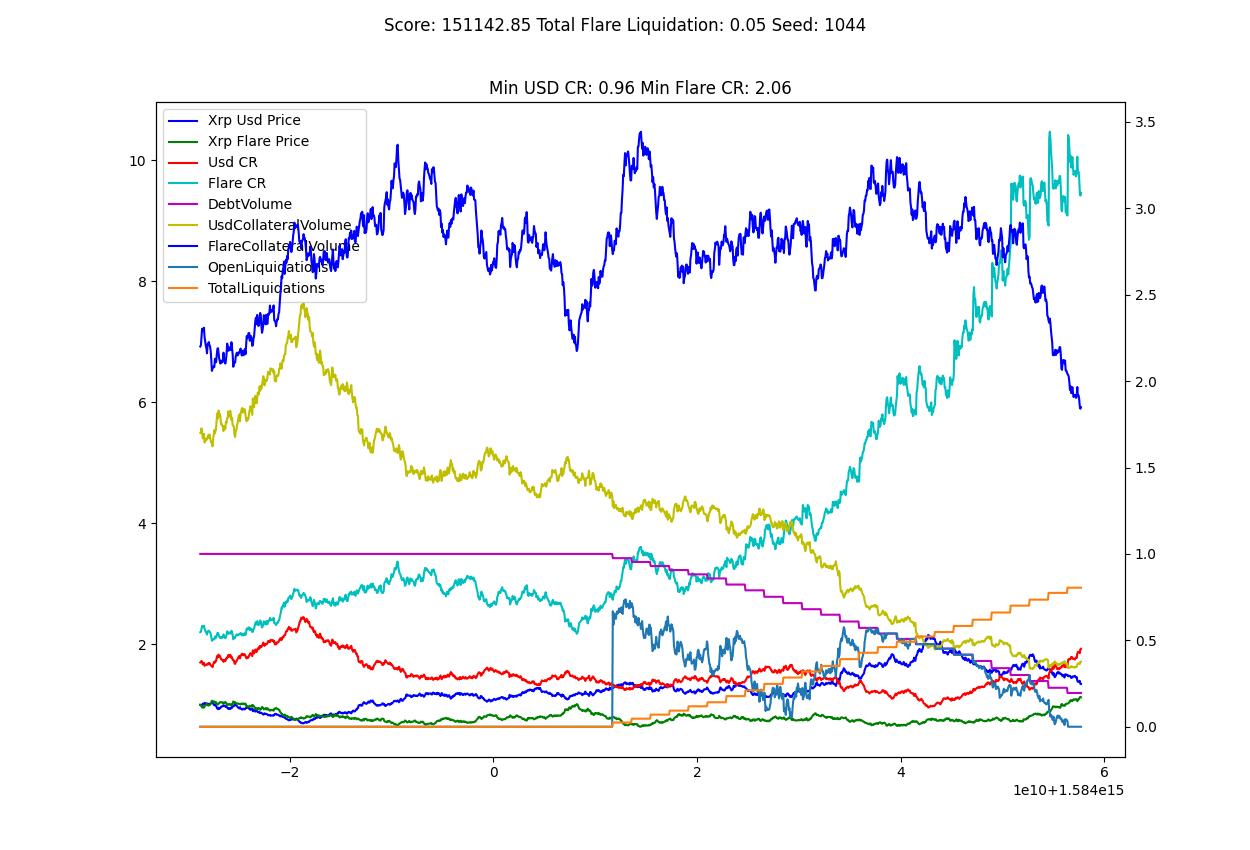 Score: 151142.85 Total Flare Liquidation: 0.05 Seed: 1044
Min USD CR: 0.96 Min Flare CR: 2.06
Xrp Usd Price
Xrp Flare Price
Usd CR
Flare CR
DebtVolume
UsdCollateralVolume
FlareCollateralVolume
OpenLiquidations
TotalLiquidations
10
8
6
4
2
3.5
3.0
2.5
2.0
1.5
1.0
0.5
0.0
−2
0
2
4
6
1e10+1.584e15